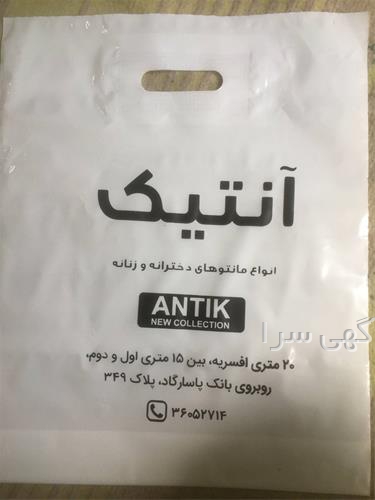 آنتیک
انواع مانتوهای دخترانه و زنانه
ANTIK
NEW COLLECTION
۲۰ متری افسریه، بین ۱۵ متری اول و دوم،
روبروی بانک پاسارگاد، پلاک ۳۴۹
۳۶۰۵۲۷۱۴
گهی سرا